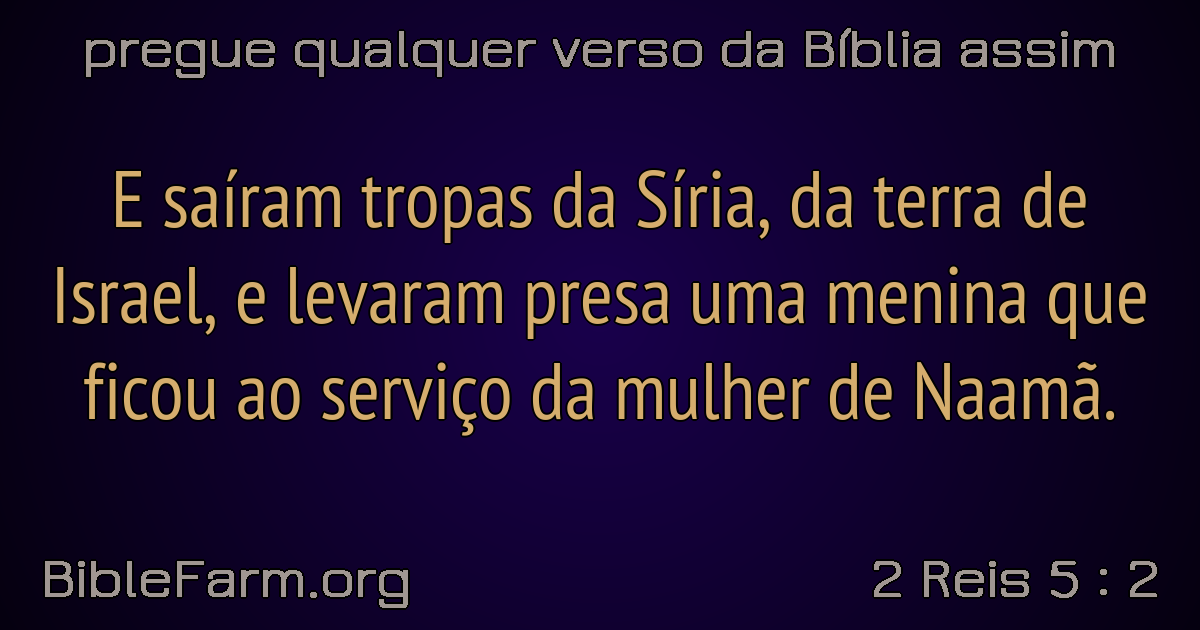 pregue qualquer verso da Bíblia assim
E saíram tropas da Síria, da terra de
Israel, e levaram presa uma menina que
ficou ao serviço da mulher de Naamã.
BibleFarm.org
2 Reis 5 : 2